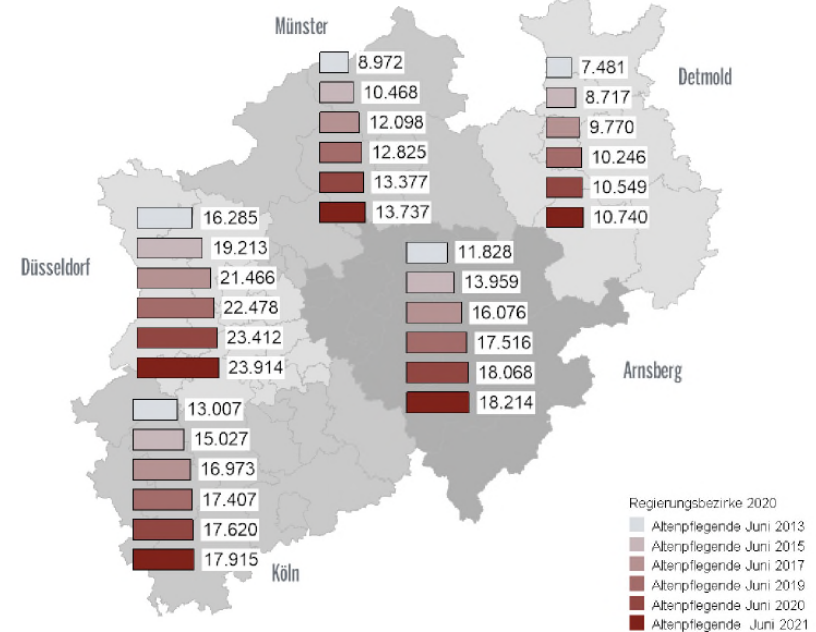 Münster
8.972
10.468
12.098
12.825
13.377
13.737
Detmold
7.481
8.717
9.770
10.246
10.549
10.740
Düsseldorf
16.285
19.213
21.466
22.478
23.412
23.914
Arnsberg
11.828
13.959
16.076
17.516
18.068
18.214
Köln
13.007
15.027
16.973
17.407
17.620
17.915
Regierungsbezirke 2020
Altenpflegende Juni 2013
Altenpflegende Juni 2015
Altenpflegende Juni 2017
Altenpflegende Juni 2019
Altenpflegende Juni 2020
Altenpflegende Juni 2021